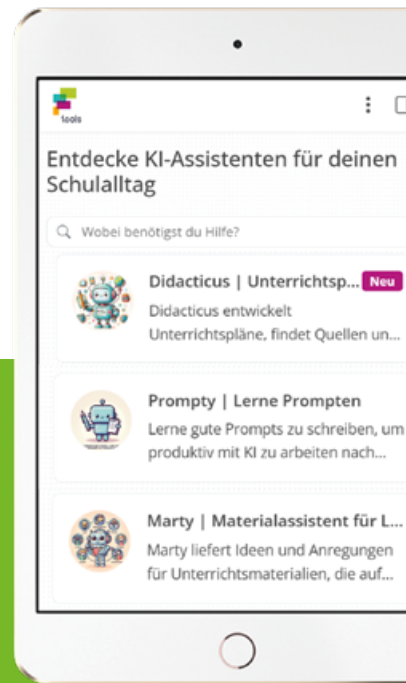 tools
Entdecke KI-Assistenten für deinen
Schulalltag
Wobei benötigst du Hilfe?
Didacticus | Unterrichtsp... Neu
Didacticus entwickelt
Unterrichtspläne, findet Quellen un...
Prompty | Lerne Prompten
Lerne gute Prompts zu schreiben, um
produktiv mit KI zu arbeiten nach...
Marty | Materialassistent für L...
Marty liefert Ideen und Anregungen
für Unterrichtsmaterialien, die auf...